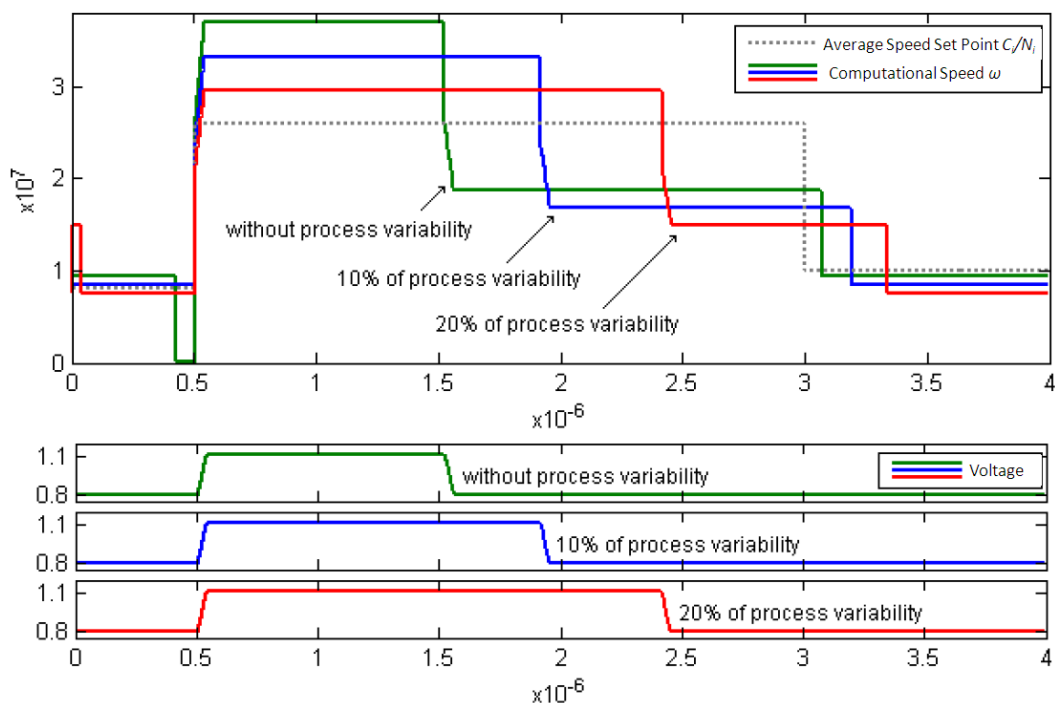 Average Speed Set Point Ci/Ni
Computational Speed ω
x10^7
3
2
1
0
without process variability
10% of process variability
20% of process variability
0 0.5 1 1.5 2 2.5 3 3.5 4
x10^-6
1.1
0.8
without process variability
Voltage
1.1
0.8
10% of process variability
1.1
0.8
20% of process variability
0 0.5 1 1.5 2 2.5 3 3.5 4
x10^-6